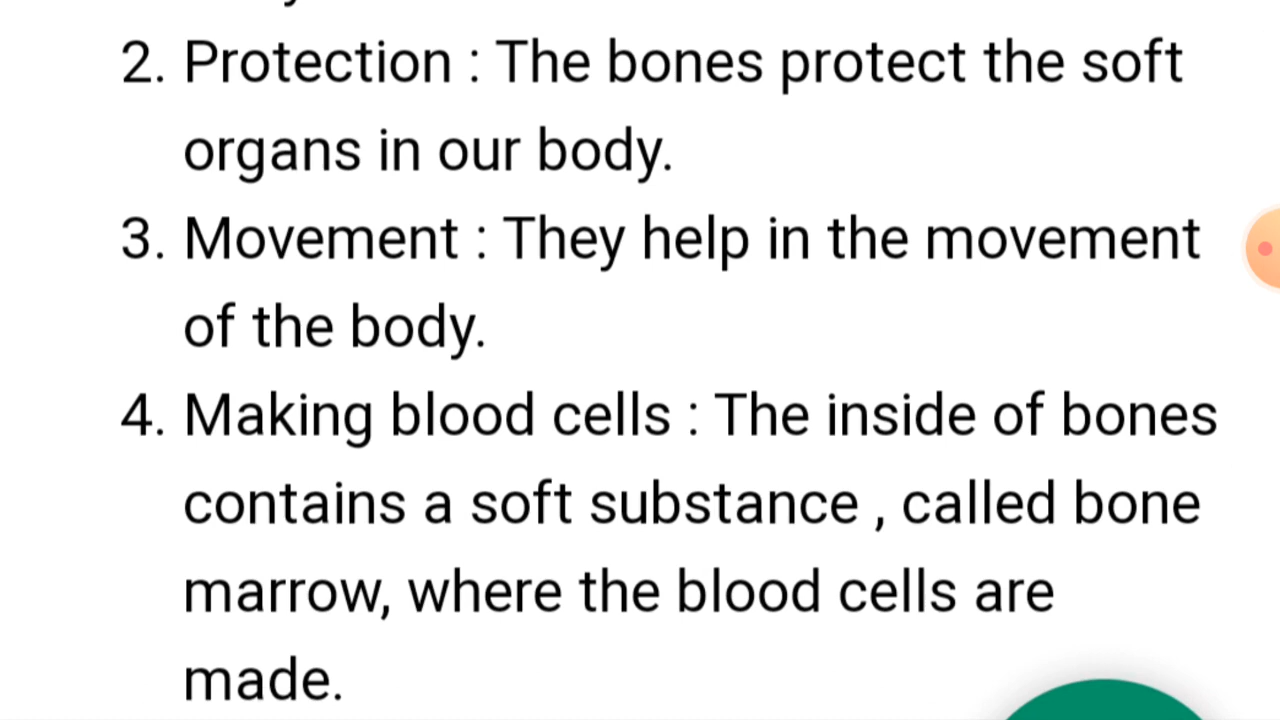 2. Protection : The bones protect the soft
organs in our body.
3. Movement : They help in the movement
of the body.
4. Making blood cells : The inside of bones
contains a soft substance , called bone
marrow, where the blood cells are
made.